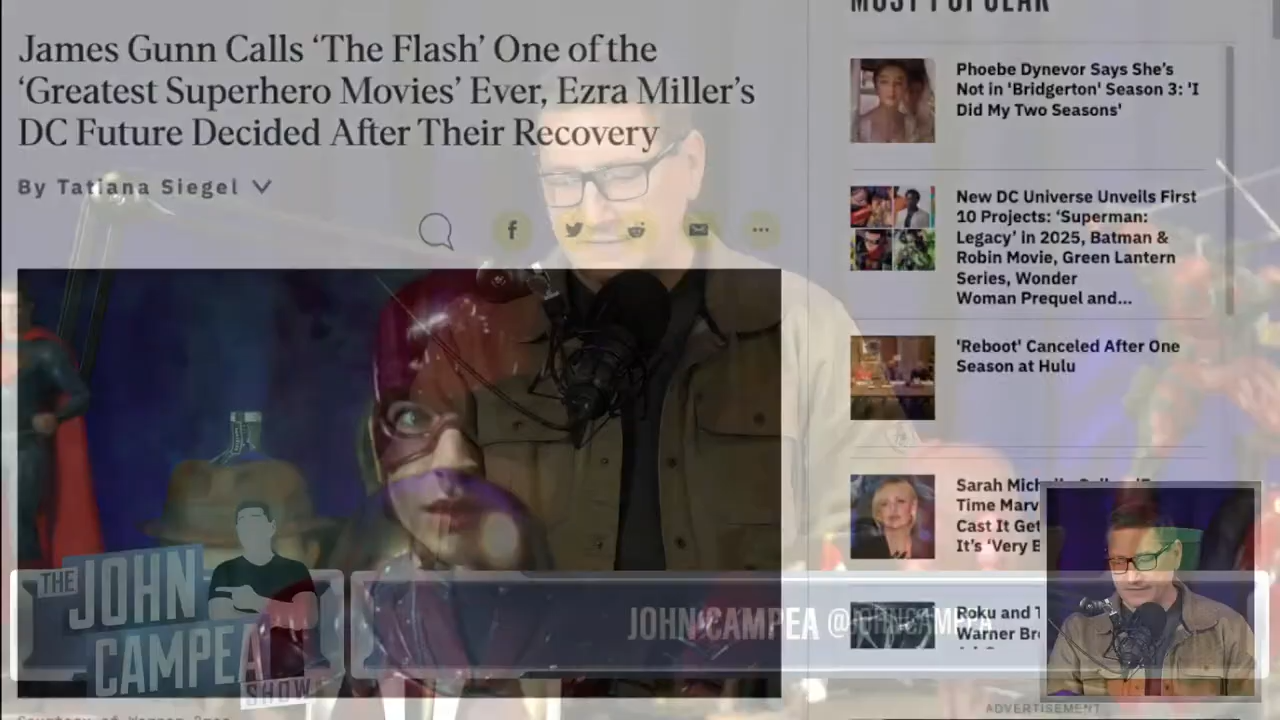 MOST POPULAR
James Gunn Calls ‘The Flash’ One of the
‘Greatest Superhero Movies’ Ever, Ezra Miller’s
DC Future Decided After Their Recovery
By Tatiana Siegel
Phoebe Dynevor Says She’s
Not in 'Bridgerton' Season 3: 'I
Did My Two Seasons'
New DC Universe Unveils First
10 Projects: ‘Superman:
Legacy’ in 2025, Batman &
Robin Movie, Green Lantern
Series, Wonder
Woman Prequel and...
'Reboot' Canceled After One
Season at Hulu
Sarah
Time
Cast It Get
It’s ‘Very
Roku and
Warner
THE
JOHN
CAMPEA
SHOW
JOHN CAMPEA @JOHNCAMPEA
ADVERTISEMENT